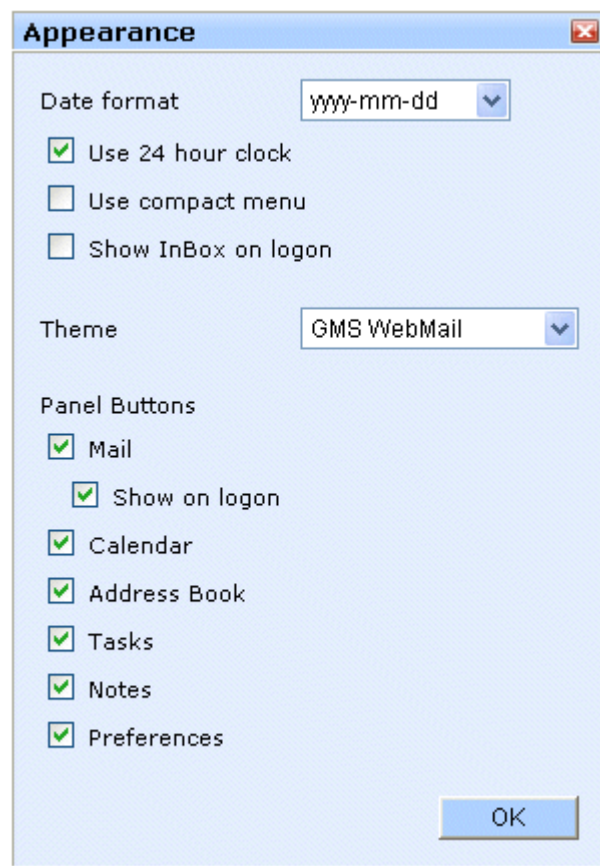 Appearance
Date format yyyy-mm-dd
Use 24 hour clock
Use compact menu
Show InBox on logon
Theme GMS WebMail
Panel Buttons
Mail
Show on logon
Calendar
Address Book
Tasks
Notes
Preferences
OK